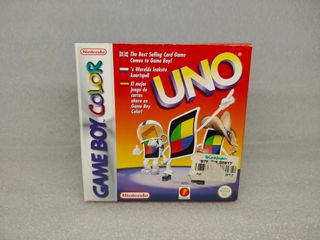 Nintendo
GAME BOY COLOR
The Best Selling Card Game
Comes to Game Boy!
's Werelds leukste
kaartspel!
El mejor
juego de
cartas
ahora en
Game Boy
Color!
UNO
Nintendo